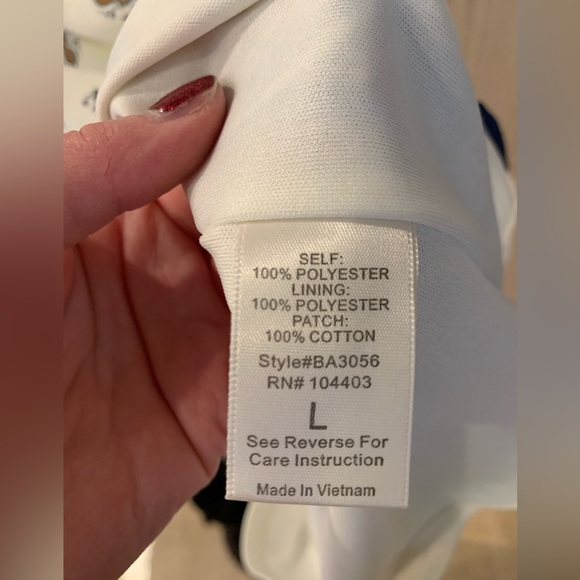 SELF:
100% POLYESTER
LINING:
100% POLYESTER
PATCH:
100% COTTON
Style#BA3056
RN# 104403
L
See Reverse For
Care Instruction
Made In Vietnam